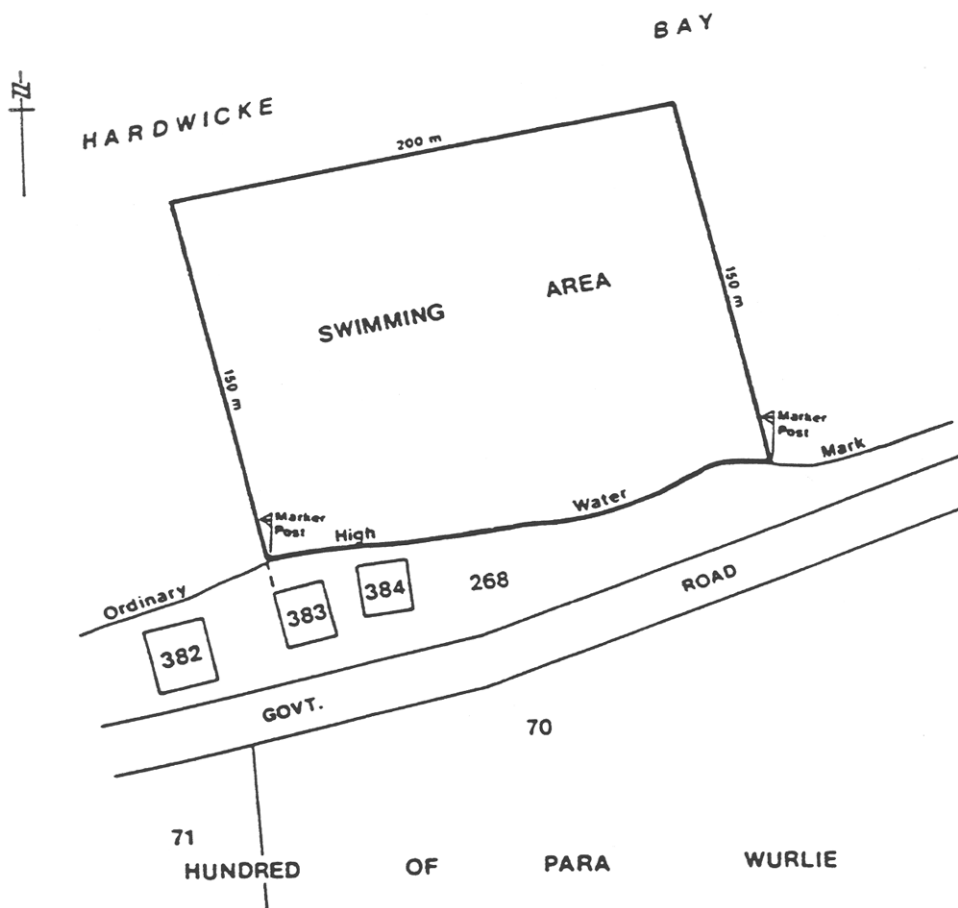 BAY
HARDWICKE
200 m
150 m
SWIMMING AREA
150 m
Marker
Post
Mark
Marker
Post
High
Water
Ordinary
382
383
384
268
ROAD
GOVT.
70
71
HUNDRED OF PARA WURLIE